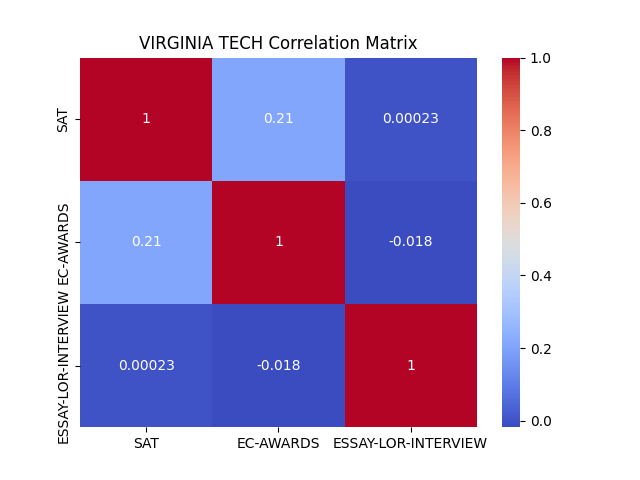 VIRGINIA TECH Correlation Matrix
SAT
1
0.21
0.00023
EC-AWARDS
0.21
1
-0.018
ESSAY-LOR-INTERVIEW
0.00023
-0.018
1
SAT
EC-AWARDS
ESSAY-LOR-INTERVIEW
1.0
0.8
0.6
0.4
0.2
0.0